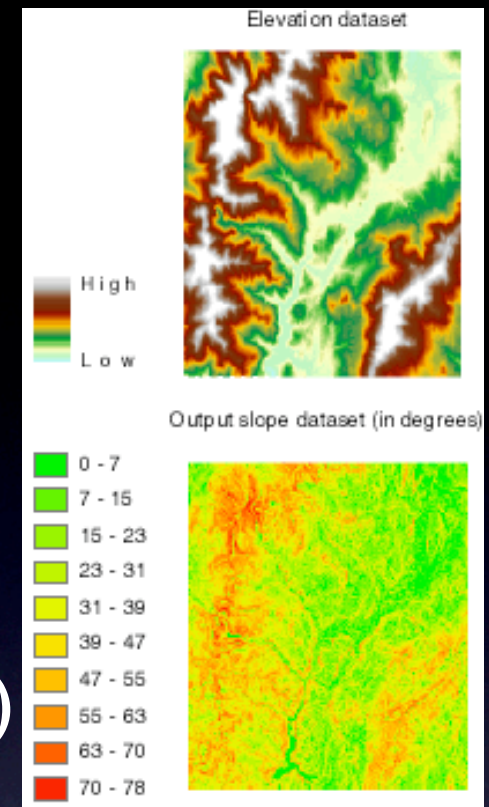 Elevation dataset
High
Low
Output slope dataset (in degrees)
0 - 7
7 - 15
15 - 23
23 - 31
31 - 39
39 - 47
47 - 55
55 - 63
63 - 70
70 - 78
)